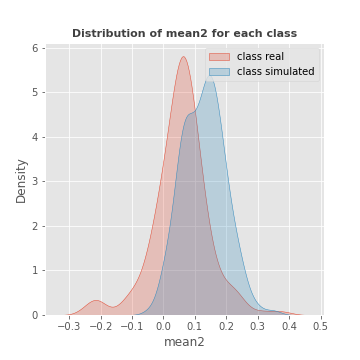 Distribution of mean2 for each class
class real
class simulated
Density
6
5
4
3
2
1
0
−0.3 −0.2 −0.1 0.0 0.1 0.2 0.3 0.4 0.5
mean2